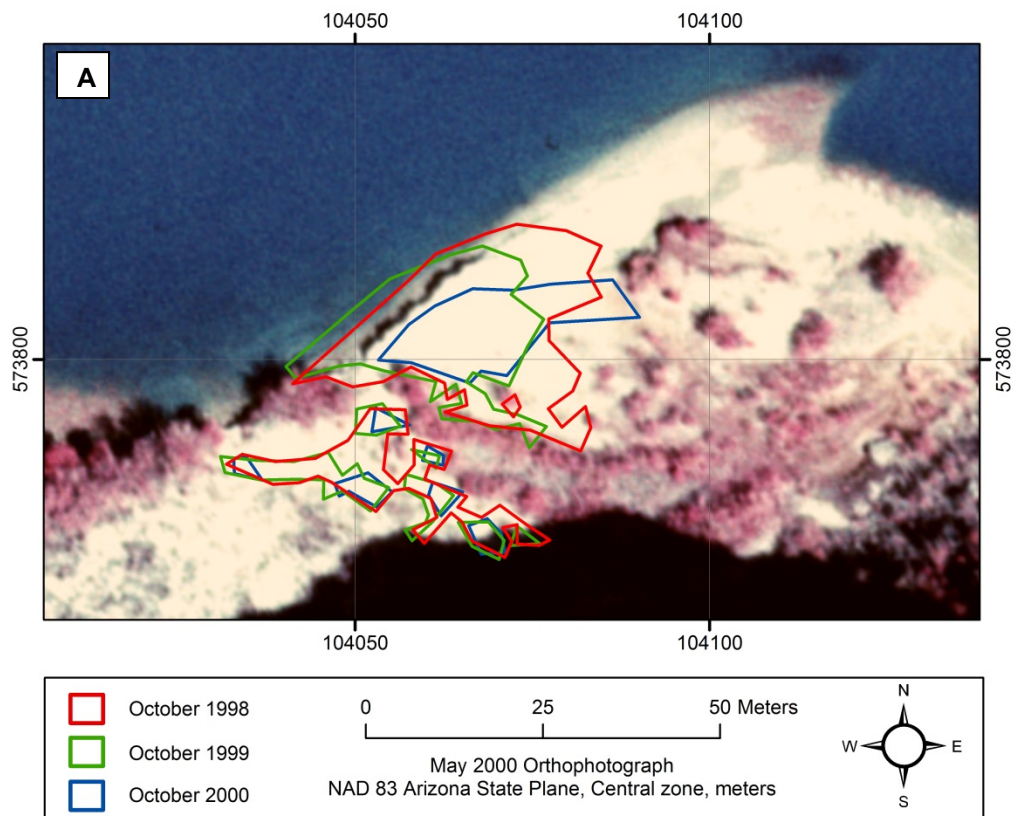 104050 104100
A
573800 573800
104050 104100
October 1998
October 1999
October 2000
0 25 50 Meters
May 2000 Orthophotograph
NAD 83 Arizona State Plane, Central zone, meters
N
W E
S